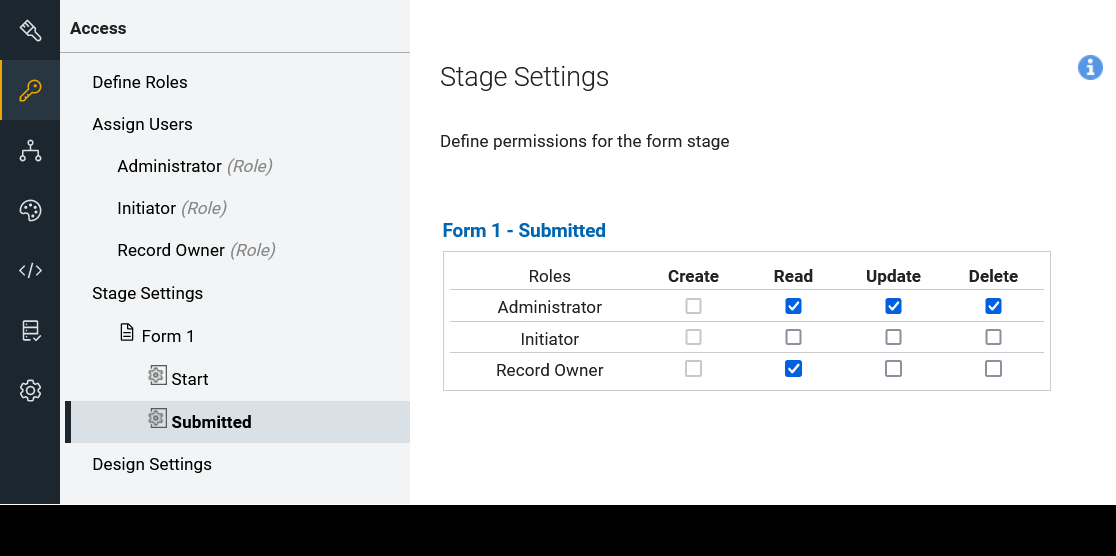 Access
Define Roles
Assign Users
Administrator (Role)
Initiator (Role)
Record Owner (Role)
Stage Settings
Form 1
Start
Submitted
Design Settings
Stage Settings
Define permissions for the form stage
Form 1 - Submitted
Roles Create Read Update Delete
Administrator
Initiator
Record Owner